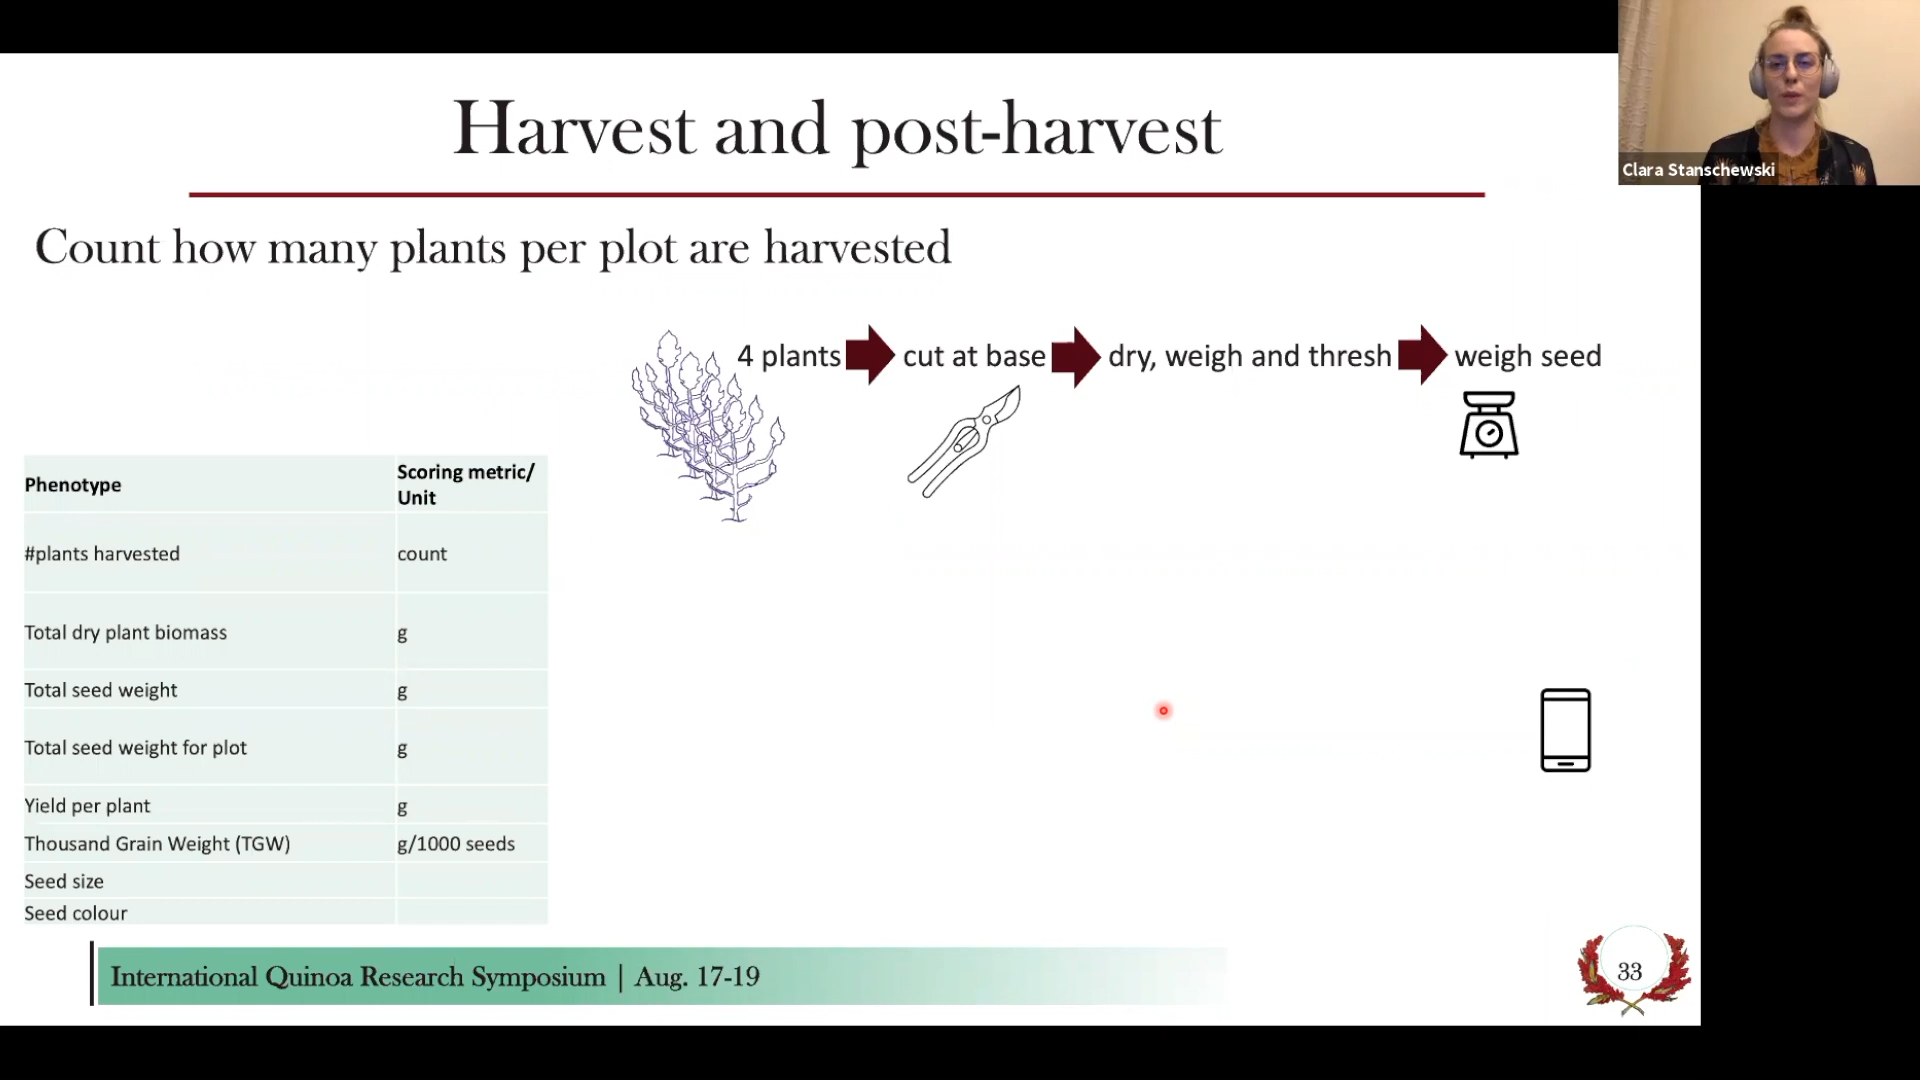 Harvest and post-harvest
Clara Stanschewski
Count how many plants per plot are harvested
4 plants cut at base dry, weigh and thresh weigh seed
Phenotype Scoring metric/
Unit
#plants harvested count
Total dry plant biomass g
Total seed weight g
Total seed weight for plot g
Yield per plant g
Thousand Grain Weight (TGW) g/1000 seeds
Seed size
Seed colour
International Quinoa Research Symposium | Aug. 17-19
33